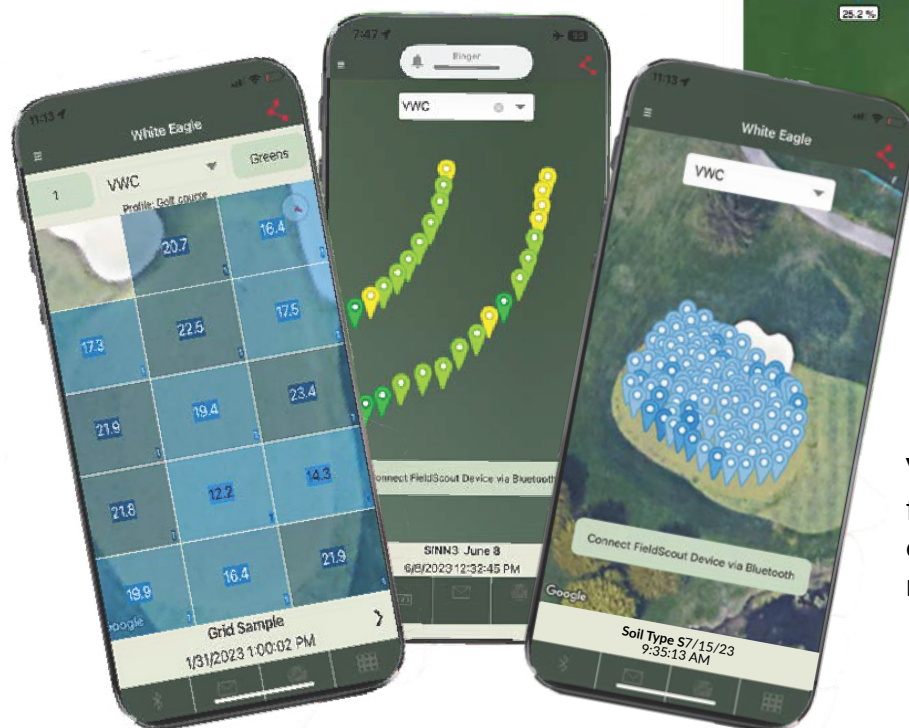 25.2 %
11:13
White Eagle
1
VWC
Greens
Profile: Golf course
20.7
16.4
17.3
22.5
17.5
21.9
19.4
23.4
21.8
12.2
14.3
19.9
16.4
21.9
Google
Grid Sample
1/31/2023 1:00:02 PM
7:47
Ringer
VWC
onnect FieldScout Device via Bluetooth
S/NN3 June 8
6/8/2023 12:32:45 PM
11:13
White Eagle
VWC
Connect FieldScout Device via Bluetooth
Google
Soil Type S7/15/23
9:35:13 AM